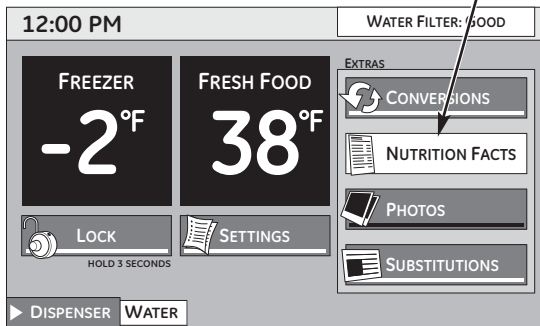 12:00 PM
WATER FILTER: GOOD
FREEZER
-2°F
FRESH FOOD
38°F
LOCK
HOLD 3 SECONDS
SETTINGS
EXTRAS
CONVERSIONS
NUTRITION FACTS
PHOTOS
SUBSTITUTIONS
DISPENSER WATER